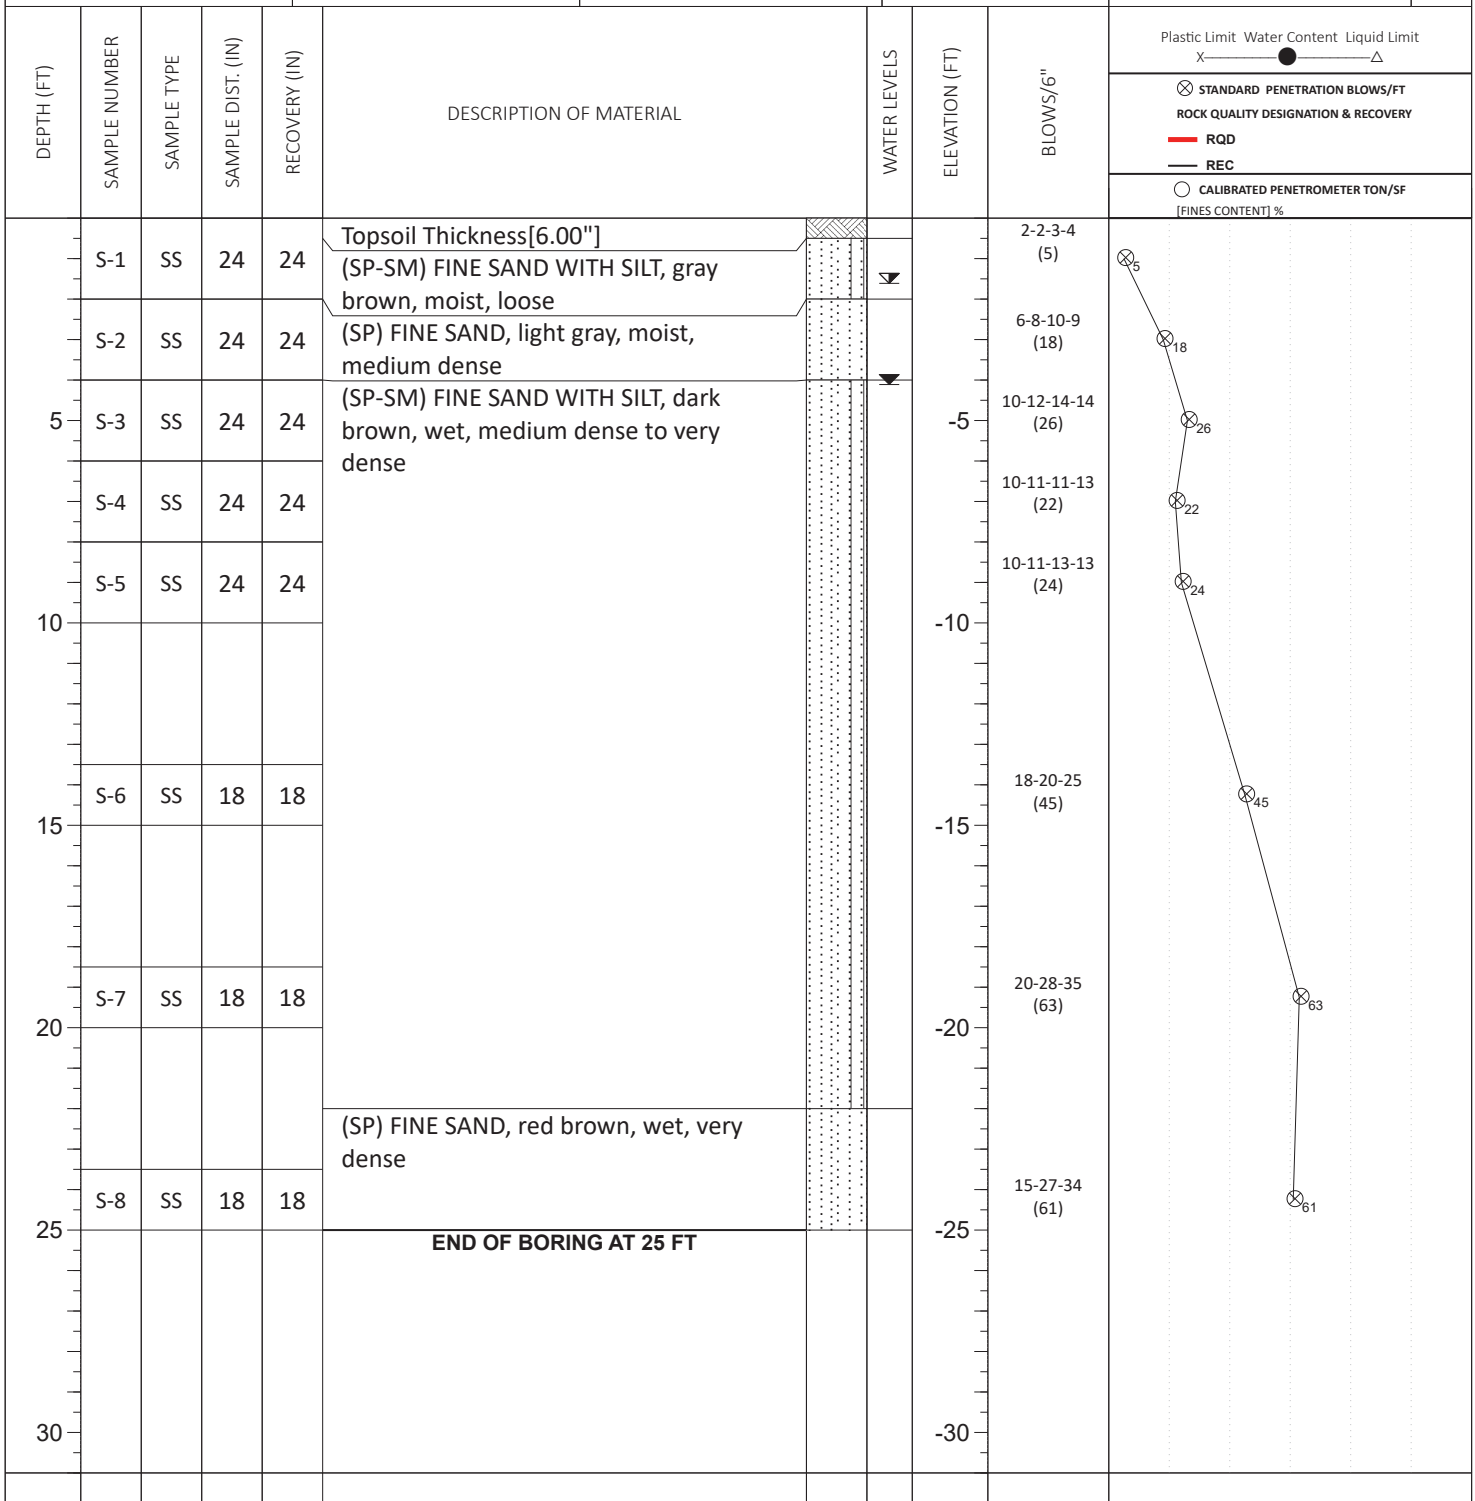 DEPTH (FT)
SAMPLE NUMBER
SAMPLE TYPE
SAMPLE DIST. (IN)
RECOVERY (IN)
DESCRIPTION OF MATERIAL
WATER LEVELS
ELEVATION (FT)
BLOWS/6"
Plastic Limit Water Content Liquid Limit
X
STANDARD PENETRATION BLOWS/FT
ROCK QUALITY DESIGNATION & RECOVERY
RQD
REC
CALIBRATED PENETROMETER TON/SF
[FINES CONTENT] %
Topsoil Thickness[6.00"]
2-2-3-4
S-1 SS 24 24
(SP-SM) FINE SAND WITH SILT, gray
brown, moist, loose
(5)
5
S-2 SS 24 24
(SP) FINE SAND, light gray, moist,
medium dense
6-8-10-9
(18)
18
5
S-3 SS 24 24
(SP-SM) FINE SAND WITH SILT, dark
brown, wet, medium dense to very
dense
-5
10-12-14-14
(26)
26
S-4 SS 24 24
10-11-11-13
(22)
22
S-5 SS 24 24
10-11-13-13
(24)
24
10
-10
S-6 SS 18 18
18-20-25
(45)
45
15
-15
S-7 SS 18 18
20-28-35
(63)
63
20
-20
(SP) FINE SAND, red brown, wet, very
dense
S-8 SS 18 18
15-27-34
(61)
61
25
-25
END OF BORING AT 25 FT
30
-30